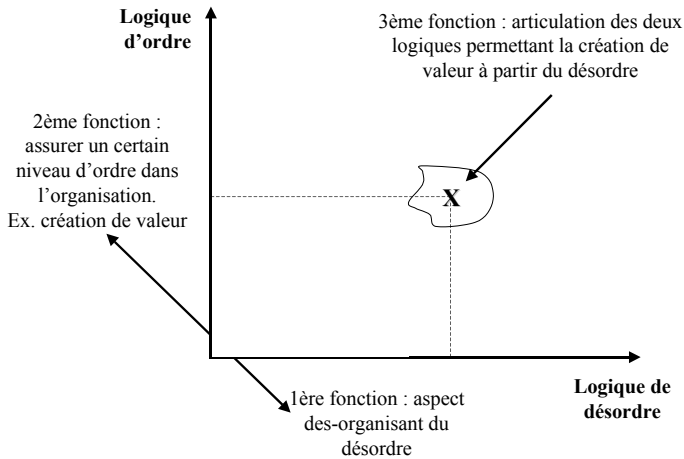 Logique
d'ordre
3ème fonction : articulation des deux
logiques permettant la création de
valeur à partir du désordre
2ème fonction :
assurer un certain
niveau d'ordre dans
l'organisation.
Ex. création de valeur
X
1ère fonction : aspect
des-organisant du
désordre
Logique de
désordre